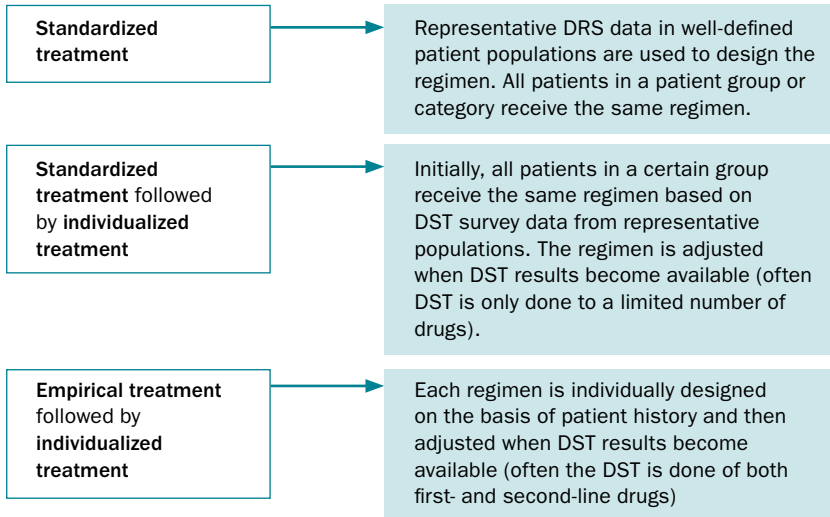 Standardized
treatment
Representative DRS data in well-defined
patient populations are used to design the
regimen. All patients in a patient group or
category receive the same regimen.
Standardized
treatment followed
by individualized
treatment
Initially, all patients in a certain group
receive the same regimen based on
DST survey data from representative
populations. The regimen is adjusted
when DST results become available (often
DST is only done to a limited number of
drugs).
Empirical treatment
followed by
individualized
treatment
Each regimen is individually designed
on the basis of patient history and then
adjusted when DST results become
available (often the DST is done of both
first- and second-line drugs)